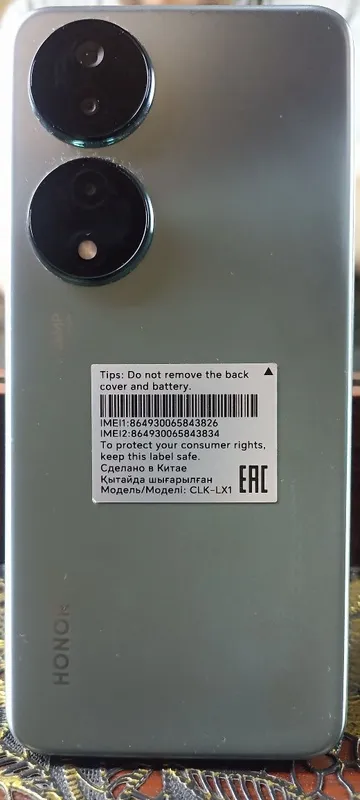 Tips: Do not remove the back
cover and battery.
IMEI1:864930065843826
IMEI2:864930065843834
To protect your consumer rights,
keep this label safe.
Сделано в Китае
Қытайда шығарылған
Модель/Моделі: CLK-LX1
EAC
HONOR